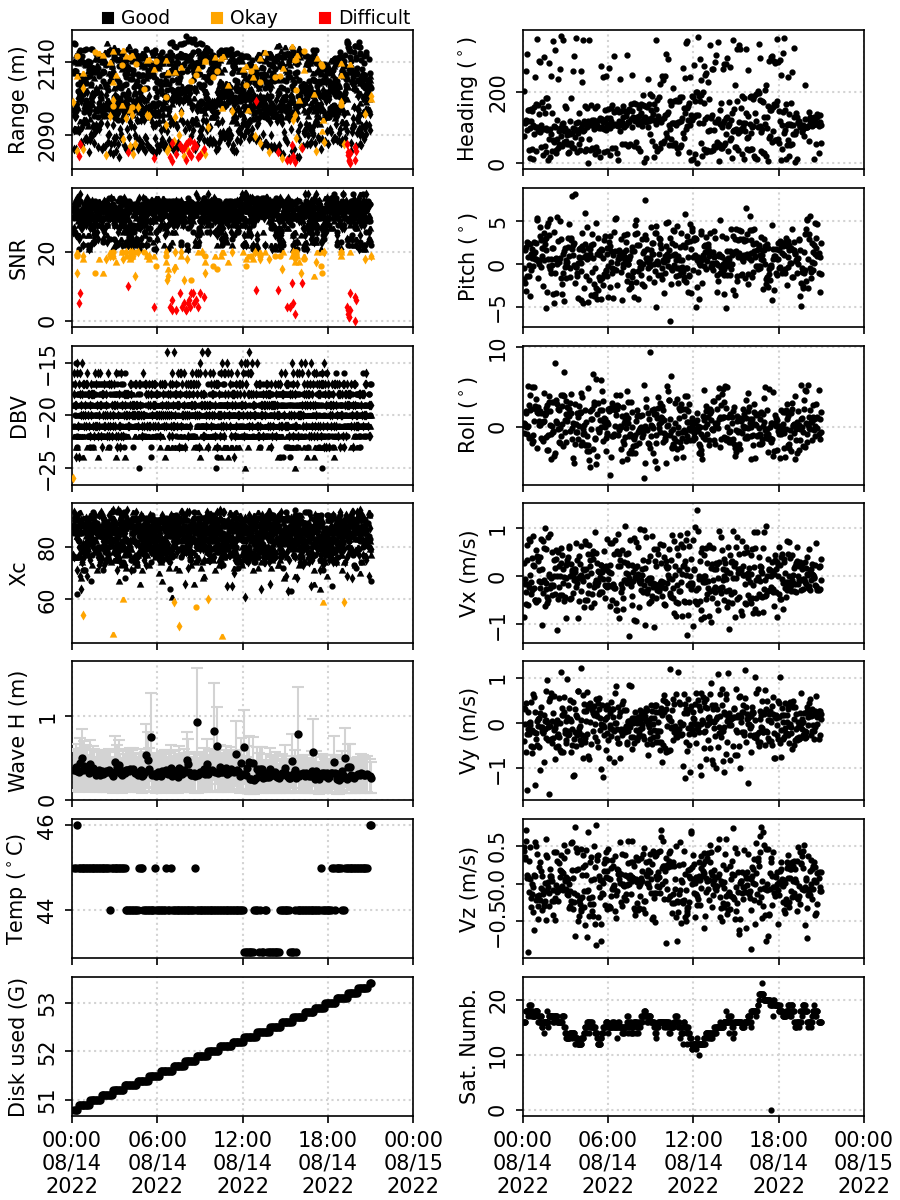 Good Okay Difficult
Range (m)
2140
2090
Heading (°)
200
0
SNR
20
0
Pitch (°)
5
0
−5
DBV
−15
−20
−25
Roll (°)
10
0
Xc
80
60
Vx (m/s)
1
0
−1
Wave H (m)
1
0
Vy (m/s)
1
0
−1
Temp (°C)
46
44
Vz (m/s)
0.5
0.0
−0.5
Disk used (G)
53
52
51
Sat. Numb.
20
10
0
00:00 06:00 12:00 18:00 00:00
08/14 08/14 08/14 08/14 08/15
2022 2022 2022 2022 2022
00:00 06:00 12:00 18:00 00:00
08/14 08/14 08/14 08/14 08/15
2022 2022 2022 2022 2022